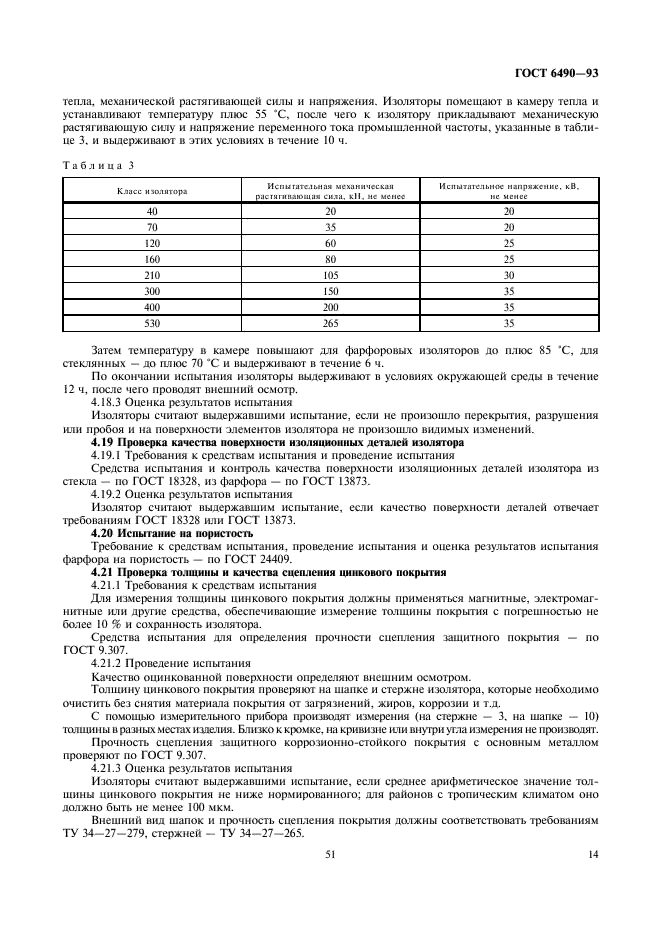 ГОСТ 6490—93
тепла, механической растягивающей силы и напряжения. Изоляторы помещают в камеру тепла и
устанавливают температуру плюс 55 °С, после чего к изолятору прикладывают механическую
растягивающую силу и напряжение переменного тока промышленной частоты, указанные в табли-
це 3, и выдерживают в этих условиях в течение 10 ч.
Таблица 3
Класс изолятора
Испытательная механическая
растягивающая сила, кН, не менее
Испытательное напряжение, кВ,
не менее
40 20 20
70 35 20
120 60 25
160 80 25
210 105 30
300 150 35
400 200 35
530 265 35
Затем температуру в камере повышают для фарфоровых изоляторов до плюс 85 °С, для
стеклянных — до плюс 70 °С и выдерживают в течение 6 ч.
По окончании испытания изоляторы выдерживают в условиях окружающей среды в течение
12 ч, после чего проводят внешний осмотр.
4.18.3 Оценка результатов испытания
Изоляторы считают выдержавшими испытание, если не произошло перекрытия, разрушения
или пробоя и на поверхности элементов изолятора не произошло видимых изменений.
4.19 Проверка качества поверхности изоляционных деталей изолятора
4.19.1 Требования к средствам испытания и проведение испытания
Средства испытания и контроль качества поверхности изоляционных деталей изолятора из
стекла — по ГОСТ 18328, из фарфора — по ГОСТ 13873.
4.19.2 Оценка результатов испытания
Изолятор считают выдержавшим испытание, если качество поверхности деталей отвечает
требованиям ГОСТ 18328 или ГОСТ 13873.
4.20 Испытание на пористость
Требование к средствам испытания, проведение испытания и оценка результатов испытания
фарфора на пористость — по ГОСТ 24409.
4.21 Проверка толщины и качества сцепления цинкового покрытия
4.21.1 Требования к средствам испытания
Для измерения толщины цинкового покрытия должны применяться магнитные, электромаг-
нитные или другие средства, обеспечивающие измерение толщины покрытия с погрешностью не
более 10 % и сохранность изолятора.
Средства испытания для определения прочности сцепления защитного покрытия — по
ГОСТ 9.307.
4.21.2 Проведение испытания
Качество оцинкованной поверхности определяют внешним осмотром.
Толщину цинкового покрытия проверяют на шапке и стержне изолятора, которые необходимо
очистить без снятия материала покрытия от загрязнений, жиров, коррозии и т.д.
С помощью измерительного прибора производят измерения (на стержне — 3, на шапке — 10)
толщины в разных местах изделия. Близко к кромке, на кривизне или внутри угла измерения не производят.
Прочность сцепления защитного коррозионно-стойкого покрытия с основным металлом
проверяют по ГОСТ 9.307.
4.21.3 Оценка результатов испытания
Изоляторы считают выдержавшими испытание, если среднее арифметическое значение тол-
щины цинкового покрытия не ниже нормированного; для районов с тропическим климатом оно
должно быть не менее 100 мкм.
Внешний вид шапок и прочность сцепления покрытия должны соответствовать требованиям
ТУ 34—27—279, стержней — ТУ 34—27—265.
51 14